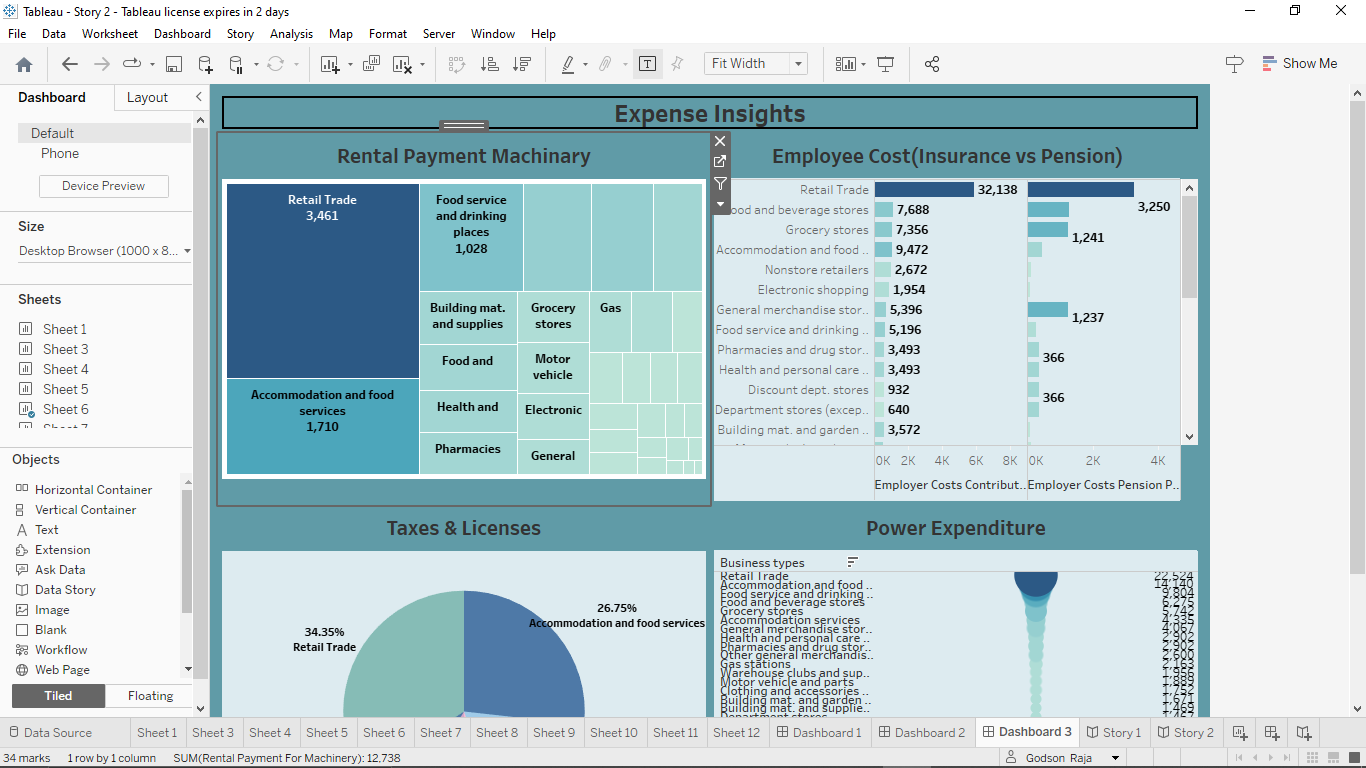 Tableau - Story 2 - Tableau license expires in 2 days
File Data Worksheet Dashboard Story Analysis Map Format Server Window Help
Fit Width
Show Me
Dashboard Layout
Default
Phone
Device Preview
Size
Desktop Browser (1000 x 8...
Sheets
Sheet 1
Sheet 3
Sheet 4
Sheet 5
Sheet 6
Objects
Horizontal Container
Vertical Container
Text
Extension
Ask Data
Data Story
Image
Blank
Workflow
Web Page
Tiled Floating
Expense Insights
Rental Payment Machinary
Retail Trade
3,461
Food service
and drinking
places
1,028
Building mat.
and supplies
Grocery
stores
Gas
Food and
Motor
vehicle
Accommodation and food
services
1,710
Health and
Electronic
Pharmacies
General
Employee Cost(Insurance vs Pension)
Retail Trade 32,138 3,250
Food and beverage stores 7,688
Grocery stores 7,356 1,241
Accommodation and food .. 9,472
Nonstore retailers 2,672
Electronic shopping 1,954
General merchandise stor.. 5,396 1,237
Food service and drinking .. 5,196
Pharmacies and drug stor.. 3,493 366
Health and personal care .. 3,493
Discount dept. stores 932 366
Department stores (excep.. 640
Building mat. and garden .. 3,572
0K 2K 4K 6K 8K 0K 2K 4K
Employer Costs Contribut.. Employer Costs Pension P..
Taxes & Licenses
26.75%
Accommodation and food services
34.35%
Retail Trade
Power Expenditure
Business types
Retail Trade 22,524
Accommodation and food .. 14,140
Food service and drinking .. 9,804
Food and beverage stores 6,275
Grocery stores 5,742
Accommodation services 4,335
General merchandise stor.. 4,067
Health and personal care .. 2,902
Pharmacies and drug stor.. 2,902
Other general merchandis.. 2,600
Gas stations 2,163
Warehouse clubs and sup..
Motor vehicle and parts
Clothing and accessories .. 1,752
Building mat. and garden .. 1,671
Building mat. and supplie.. 1,469
Department stores
Data Source Sheet 1 Sheet 3 Sheet 4 Sheet 5 Sheet 6 Sheet 7 Sheet 8 Sheet 9 Sheet 10 Sheet 11 Sheet 12 Dashboard 1 Dashboard 2 Dashboard 3 Story 1 Story 2
34 marks 1 row by 1 column SUM(Rental Payment For Machinery): 12,738 Godson Raja